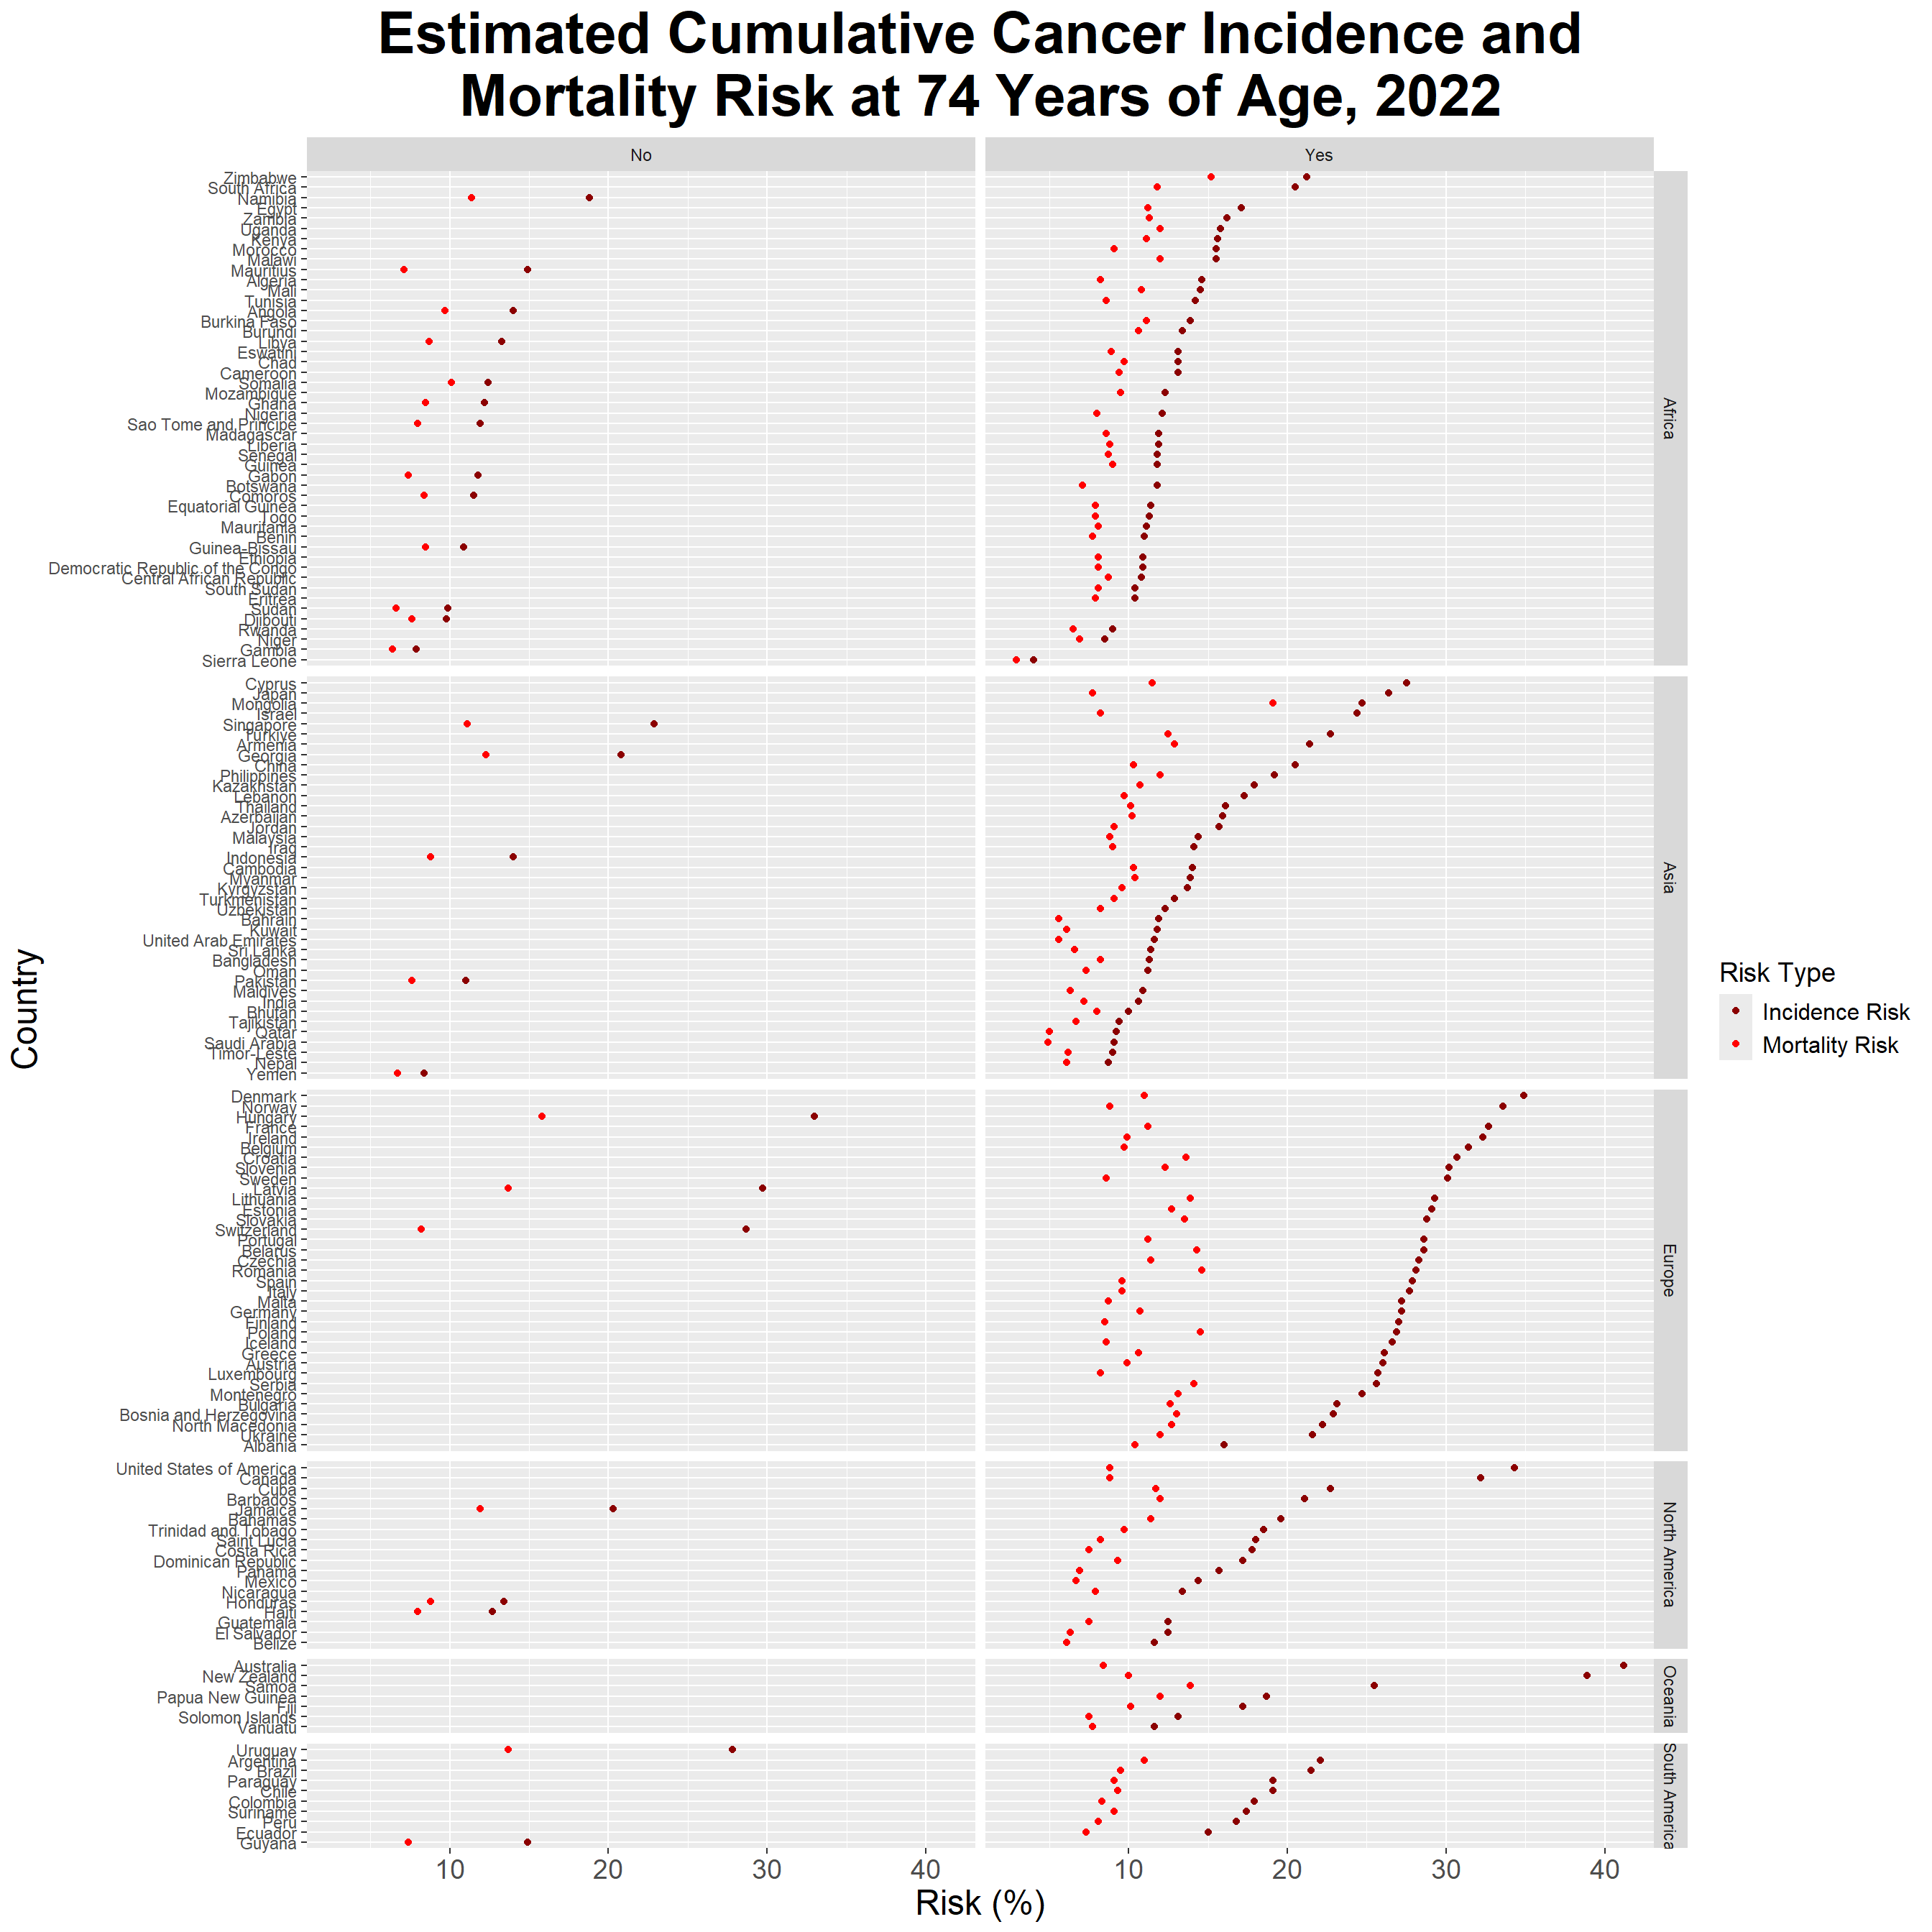 Estimated Cumulative Cancer Incidence and
Mortality Risk at 74 Years of Age, 2022
No
Yes
Zimbabwe
South Africa
Namibia
Egypt
Zambia
Uganda
Kenya
Morocco
Malawi
Mauritius
Algeria
Mali
Tunisia
Angola
Burkina Faso
Burundi
Libya
Eswatini
Chad
Cameroon
Somalia
Mozambique
Ghana
Nigeria
Sao Tome and Principe
Madagascar
Liberia
Senegal
Guinea
Gabon
Botswana
Comoros
Equatorial Guinea
Togo
Mauritania
Benin
Guinea-Bissau
Ethiopia
Democratic Republic of the Congo
Central African Republic
South Sudan
Eritrea
Sudan
Djibouti
Rwanda
Niger
Gambia
Sierra Leone
Africa
Cyprus
Japan
Mongolia
Israel
Singapore
Türkiye
Armenia
Georgia
China
Philippines
Kazakhstan
Lebanon
Thailand
Azerbaijan
Jordan
Malaysia
Iraq
Indonesia
Cambodia
Myanmar
Kyrgyzstan
Turkmenistan
Uzbekistan
Bahrain
Kuwait
United Arab Emirates
Sri Lanka
Bangladesh
Oman
Pakistan
Maldives
India
Bhutan
Tajikistan
Qatar
Saudi Arabia
Timor-Leste
Nepal
Yemen
Asia
Denmark
Norway
Hungary
France
Ireland
Belgium
Croatia
Slovenia
Sweden
Latvia
Lithuania
Estonia
Slovakia
Switzerland
Portugal
Belarus
Czechia
Romania
Spain
Italy
Malta
Germany
Finland
Poland
Iceland
Greece
Austria
Luxembourg
Serbia
Montenegro
Bulgaria
Bosnia and Herzegovina
North Macedonia
Ukraine
Albania
Europe
United States of America
Canada
Cuba
Barbados
Jamaica
Bahamas
Trinidad and Tobago
Saint Lucia
Costa Rica
Dominican Republic
Panama
Mexico
Nicaragua
Honduras
Haiti
Guatemala
El Salvador
Belize
North America
Australia
New Zealand
Samoa
Papua New Guinea
Fiji
Solomon Islands
Vanuatu
Oceania
Uruguay
Argentina
Brazil
Paraguay
Chile
Colombia
Suriname
Peru
Ecuador
Guyana
South America
10 20 30 40
10 20 30 40
Risk (%)
Country
Risk Type
Incidence Risk
Mortality Risk